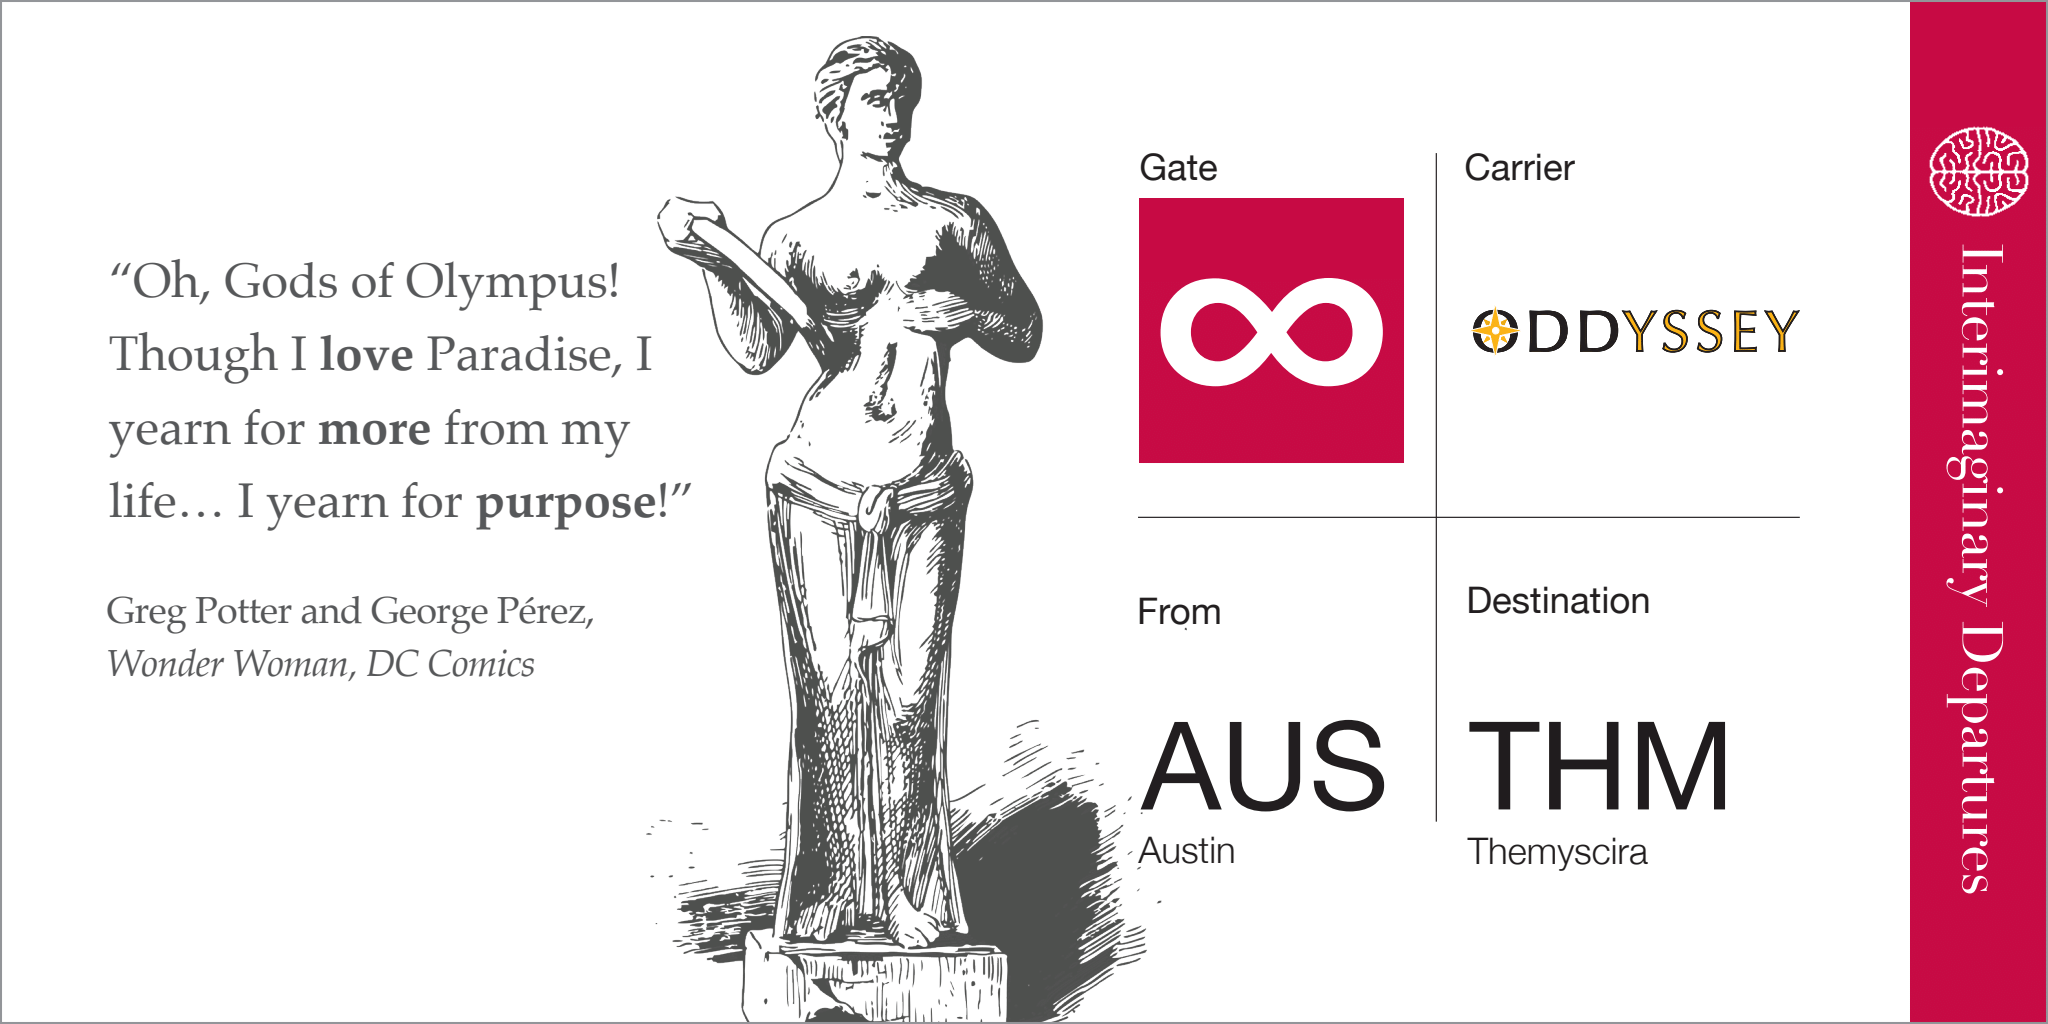 “Oh, Gods of Olympus!
Though I love Paradise, I
yearn for more from my
life… I yearn for purpose!”
Greg Potter and George Pérez,
Wonder Woman, DC Comics
Gate
∞
Carrier
ODDYSSEY
From
AUS
Austin
Destination
THM
Themyscira
Interimaginary Departures